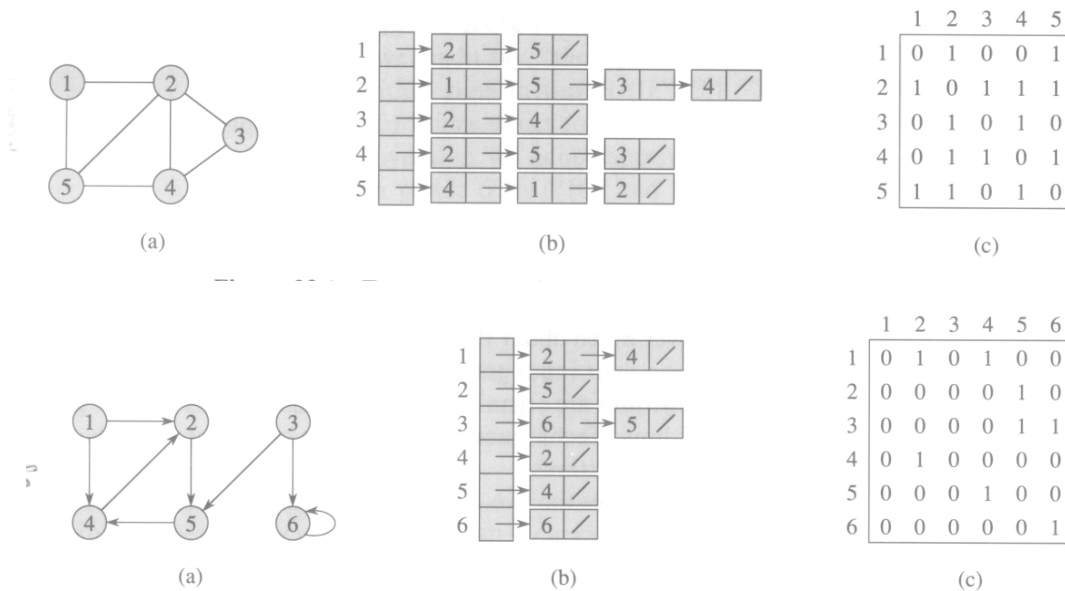 1 2 3 5 4
(a)
1 2 5 /
2 1 5 3 4 /
3 2 4 /
4 2 5 3 /
5 4 1 2 /
(b)
1 2 3 4 5
1 0 1 0 0 1
2 1 0 1 1 1
3 0 1 0 1 0
4 0 1 1 0 1
5 1 1 0 1 0
(c)
1 2 3
4 5 6
(a)
1 2 4 /
2 5 /
3 6 5 /
4 2 /
5 4 /
6 6 /
(b)
1 2 3 4 5 6
1 0 1 0 1 0 0
2 0 0 0 0 1 0
3 0 0 0 0 1 1
4 0 1 0 0 0 0
5 0 0 0 1 0 0
6 0 0 0 0 0 1
(c)